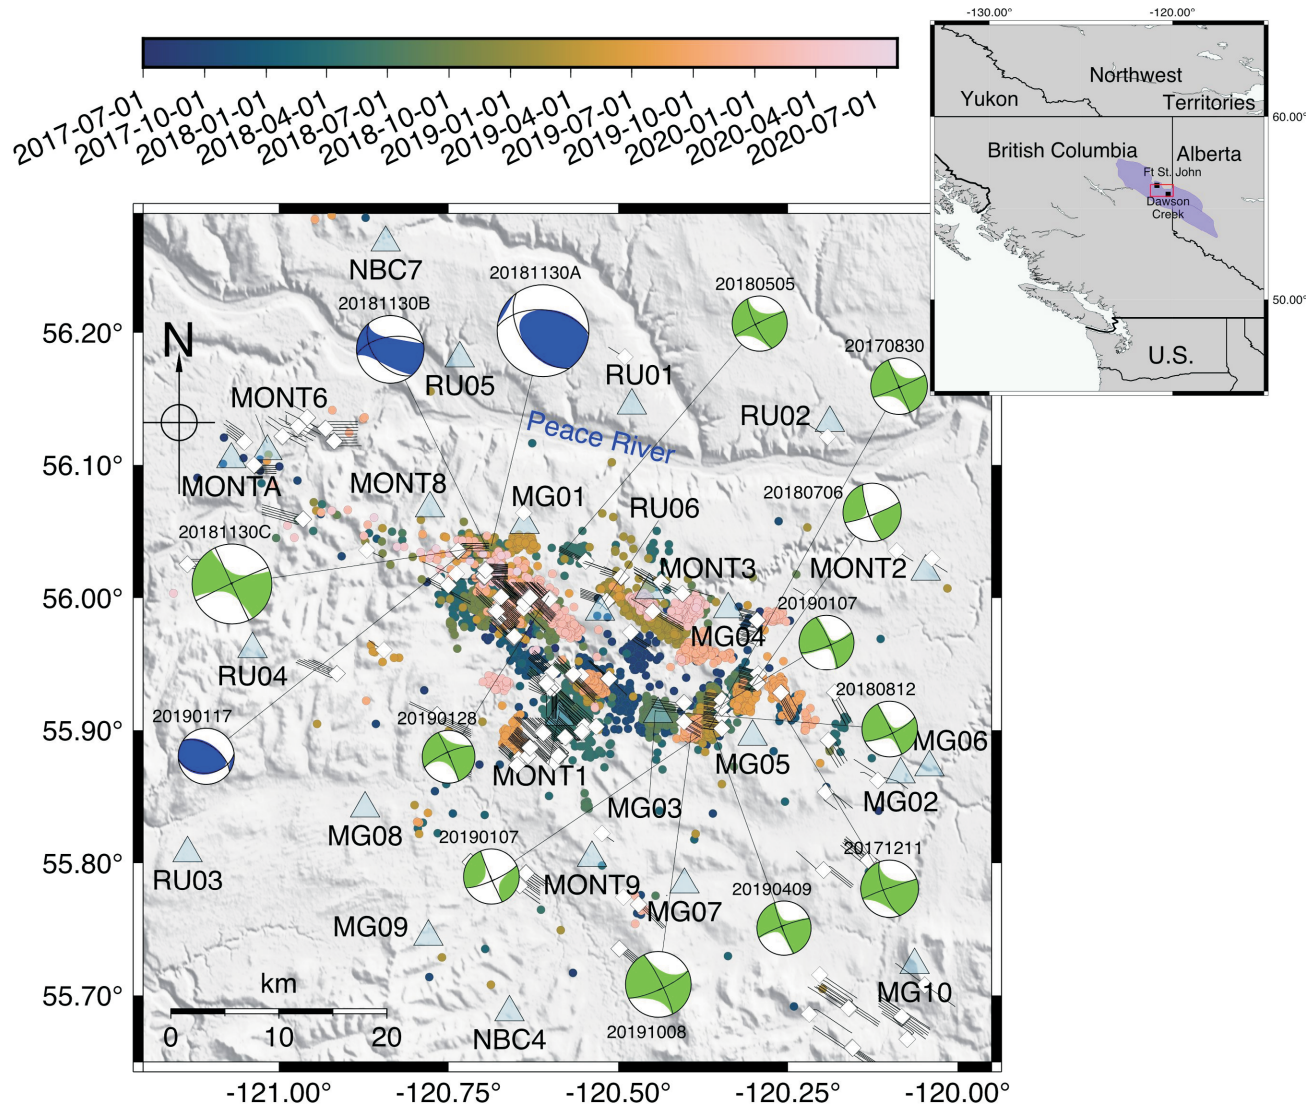 -130.00°
-120.00°
Northwest
Yukon
Territories
60.00°
British Columbia
Alberta
Ft St. John
Dawson
Creek
50.00°
U.S.
2017-07-01
2017-10-01
2018-01-01
2018-04-01
2018-07-01
2018-10-01
2019-01-01
2019-04-01
2019-07-01
2019-10-01
2020-01-01
2020-04-01
2020-07-01
NBC7
20181130A
20181130B
20180505
56.20°
N
RU05
RU01
20170830
MONT6
RU02
Peace River
56.10°
MONTA
MONT8
MG01
RU06
20180706
20181130C
MONT3
MONT2
56.00°
20190107
MG04
RU04
20180812
20190117
20190128
55.90°
MG06
MONT1
MG05
MG03
MG02
MG08
20190107
20171211
55.80°
RU03
MONT9
20190409
MG07
MG09
km
55.70°
MG10
0
10
20
NBC4
20191008
-121.00°
-120.75°
-120.50°
-120.25°
-120.00°